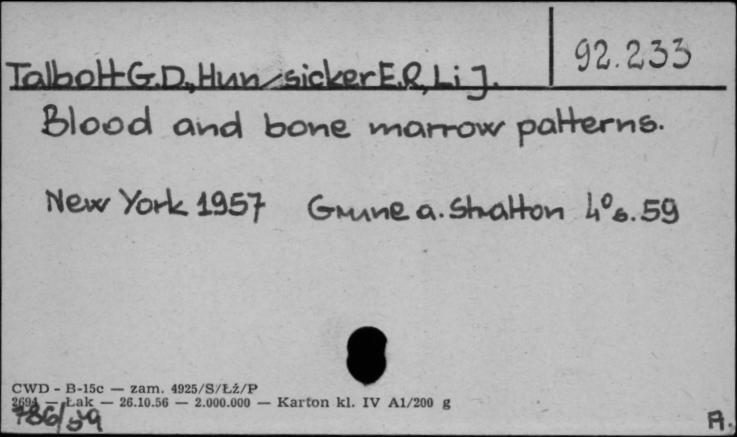 92.233
Talbott G.D., Hunsicker E.R, Li J.
Blood and bone marrow patterns.
New York 1957 Grune a. Stratton 4° s. 59
CWD - B-15c — zam. 4925/S/Łż/P
2694 — Łak — 26.10.56 — 2.000.000 — Karton kl. IV A1/200 g
786/59
A.